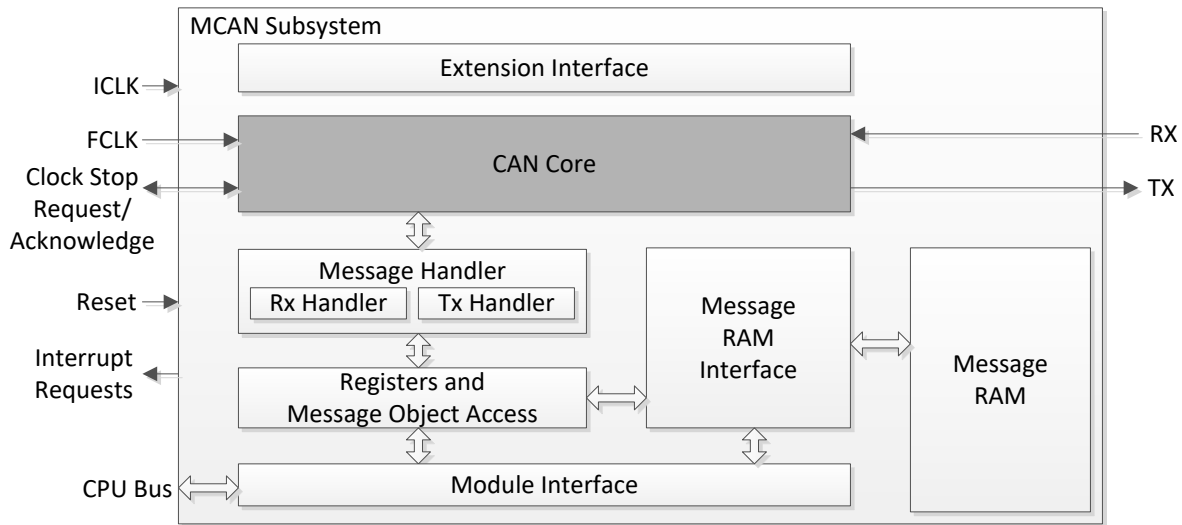 MCAN Subsystem
Extension Interface
ICLK
FCLK
CAN Core
RX
Clock Stop
Request/
Acknowledge
TX
Message Handler
Rx Handler
Tx Handler
Reset
Message
RAM
Interface
Message
RAM
Interrupt
Requests
Registers and
Message Object Access
CPU Bus
Module Interface